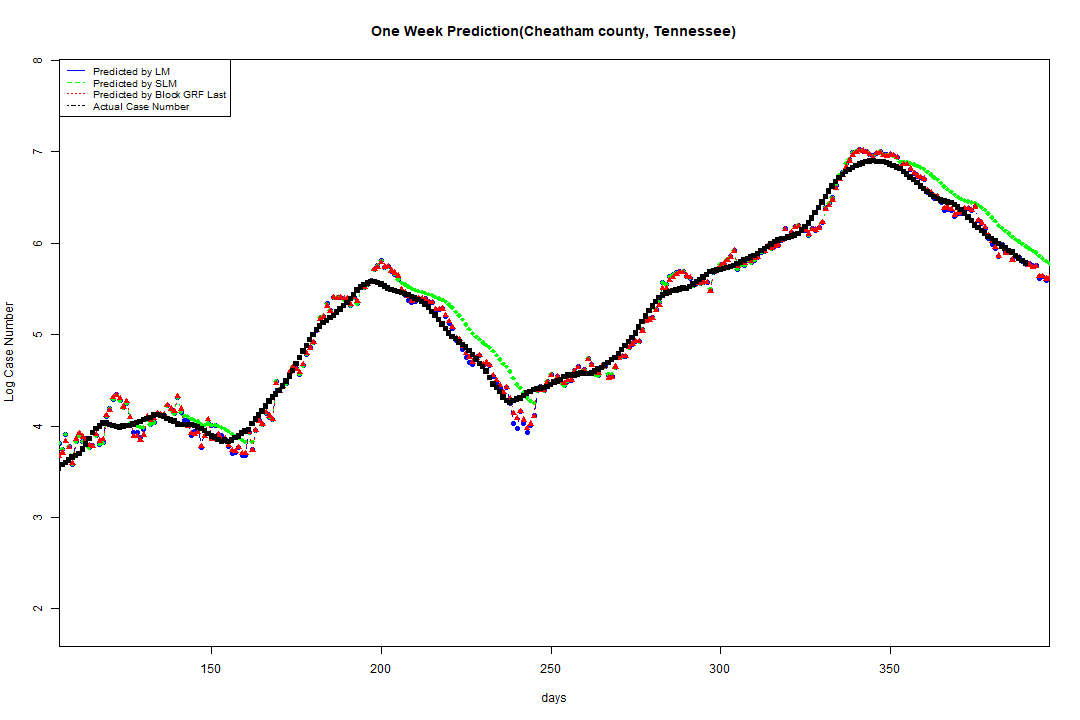 One Week Prediction(Cheatham county, Tennessee)
Predicted by LM
Predicted by SLM
Predicted by Block GRF Last
Actual Case Number
8
7
6
5
4
3
2
Log Case Number
150 200 250 300 350
days